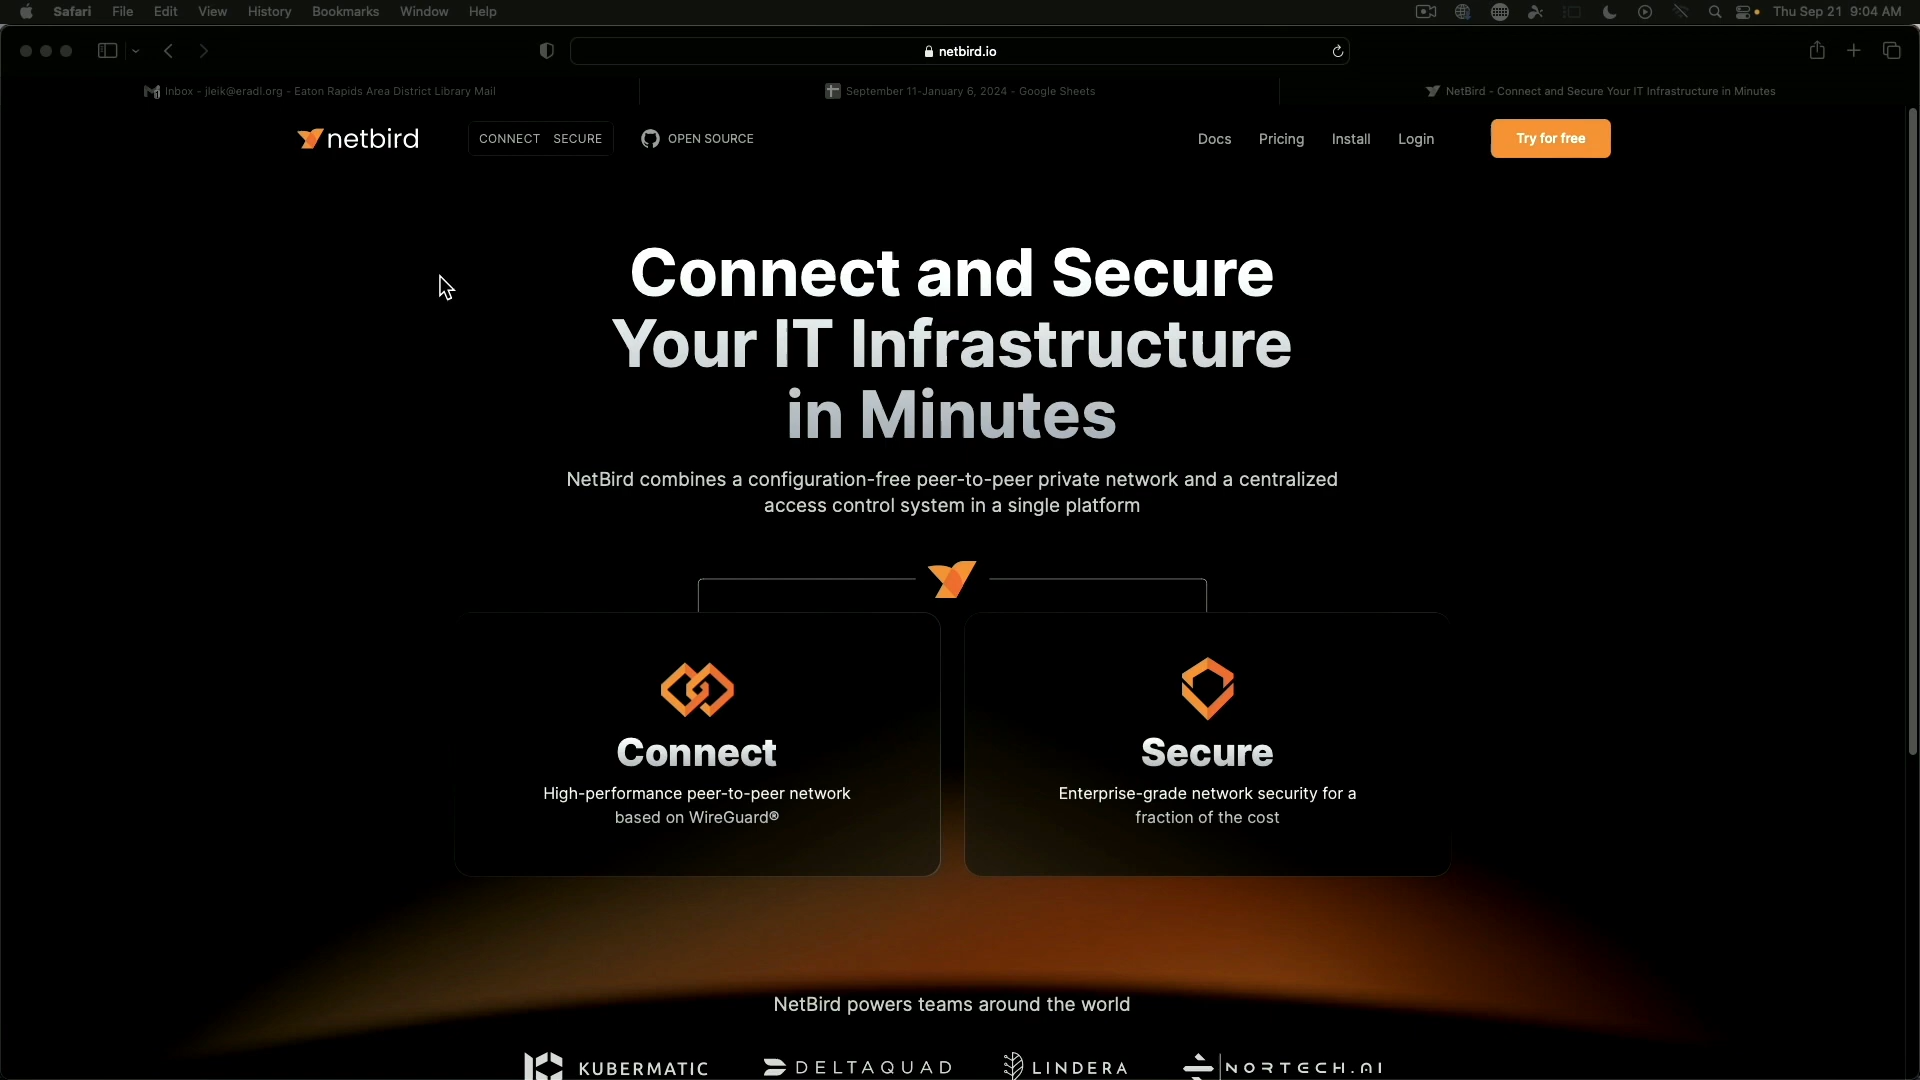 Safari File Edit View History Bookmarks Window Help Thu Sep 21 9:04 AM
netbird.io
Inbox - jleik@eradl.org - Eaton Rapids Area District Library Mail
September 11-January 6, 2024 - Google Sheets
NetBird - Connect and Secure Your IT Infrastructure in Minutes
netbird CONNECT SECURE OPEN SOURCE Docs Pricing Install Login Try for free
Connect and Secure
Your IT Infrastructure
in Minutes
NetBird combines a configuration-free peer-to-peer private network and a centralized
access control system in a single platform
Connect
High-performance peer-to-peer network
based on WireGuard®
Secure
Enterprise-grade network security for a
fraction of the cost
NetBird powers teams around the world
KUBERMATIC DELTAQUAD LINDERA NORTECH.AI